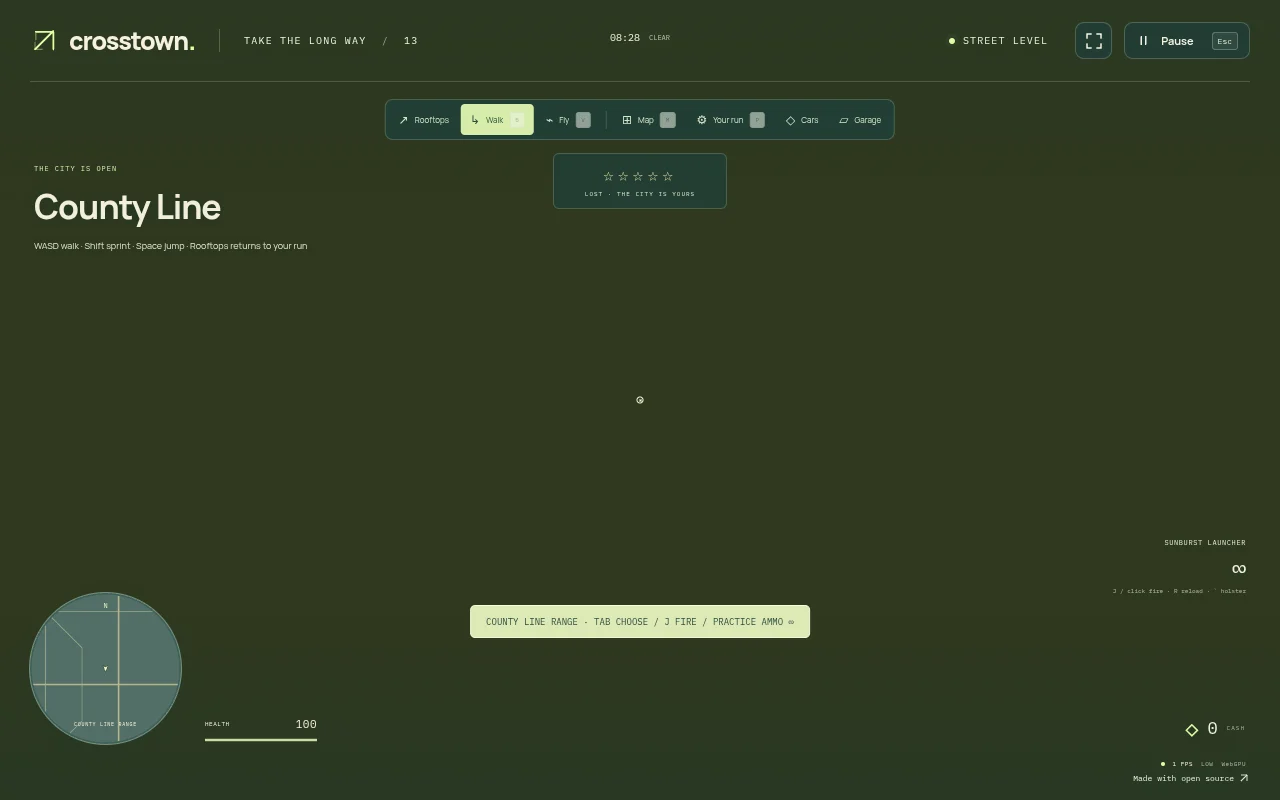 crosstown.
TAKE THE LONG WAY / 13
08:28 CLEAR
STREET LEVEL
Pause Esc
Rooftops
Walk
Fly
Map
Your run
Cars
Garage
☆☆☆☆☆
LOST · THE CITY IS YOURS
THE CITY IS OPEN
County Line
WASD walk · Shift sprint · Space jump · Rooftops returns to your run
SUNBURST LAUNCHER
∞
J / click fire · R reload · ` holster
COUNTY LINE RANGE · TAB CHOOSE / J FIRE / PRACTICE AMMO ∞
N
COUNTY LINE RANGE
HEALTH 100
0 CASH
1 FPS LOW WebGPU
Made with open source